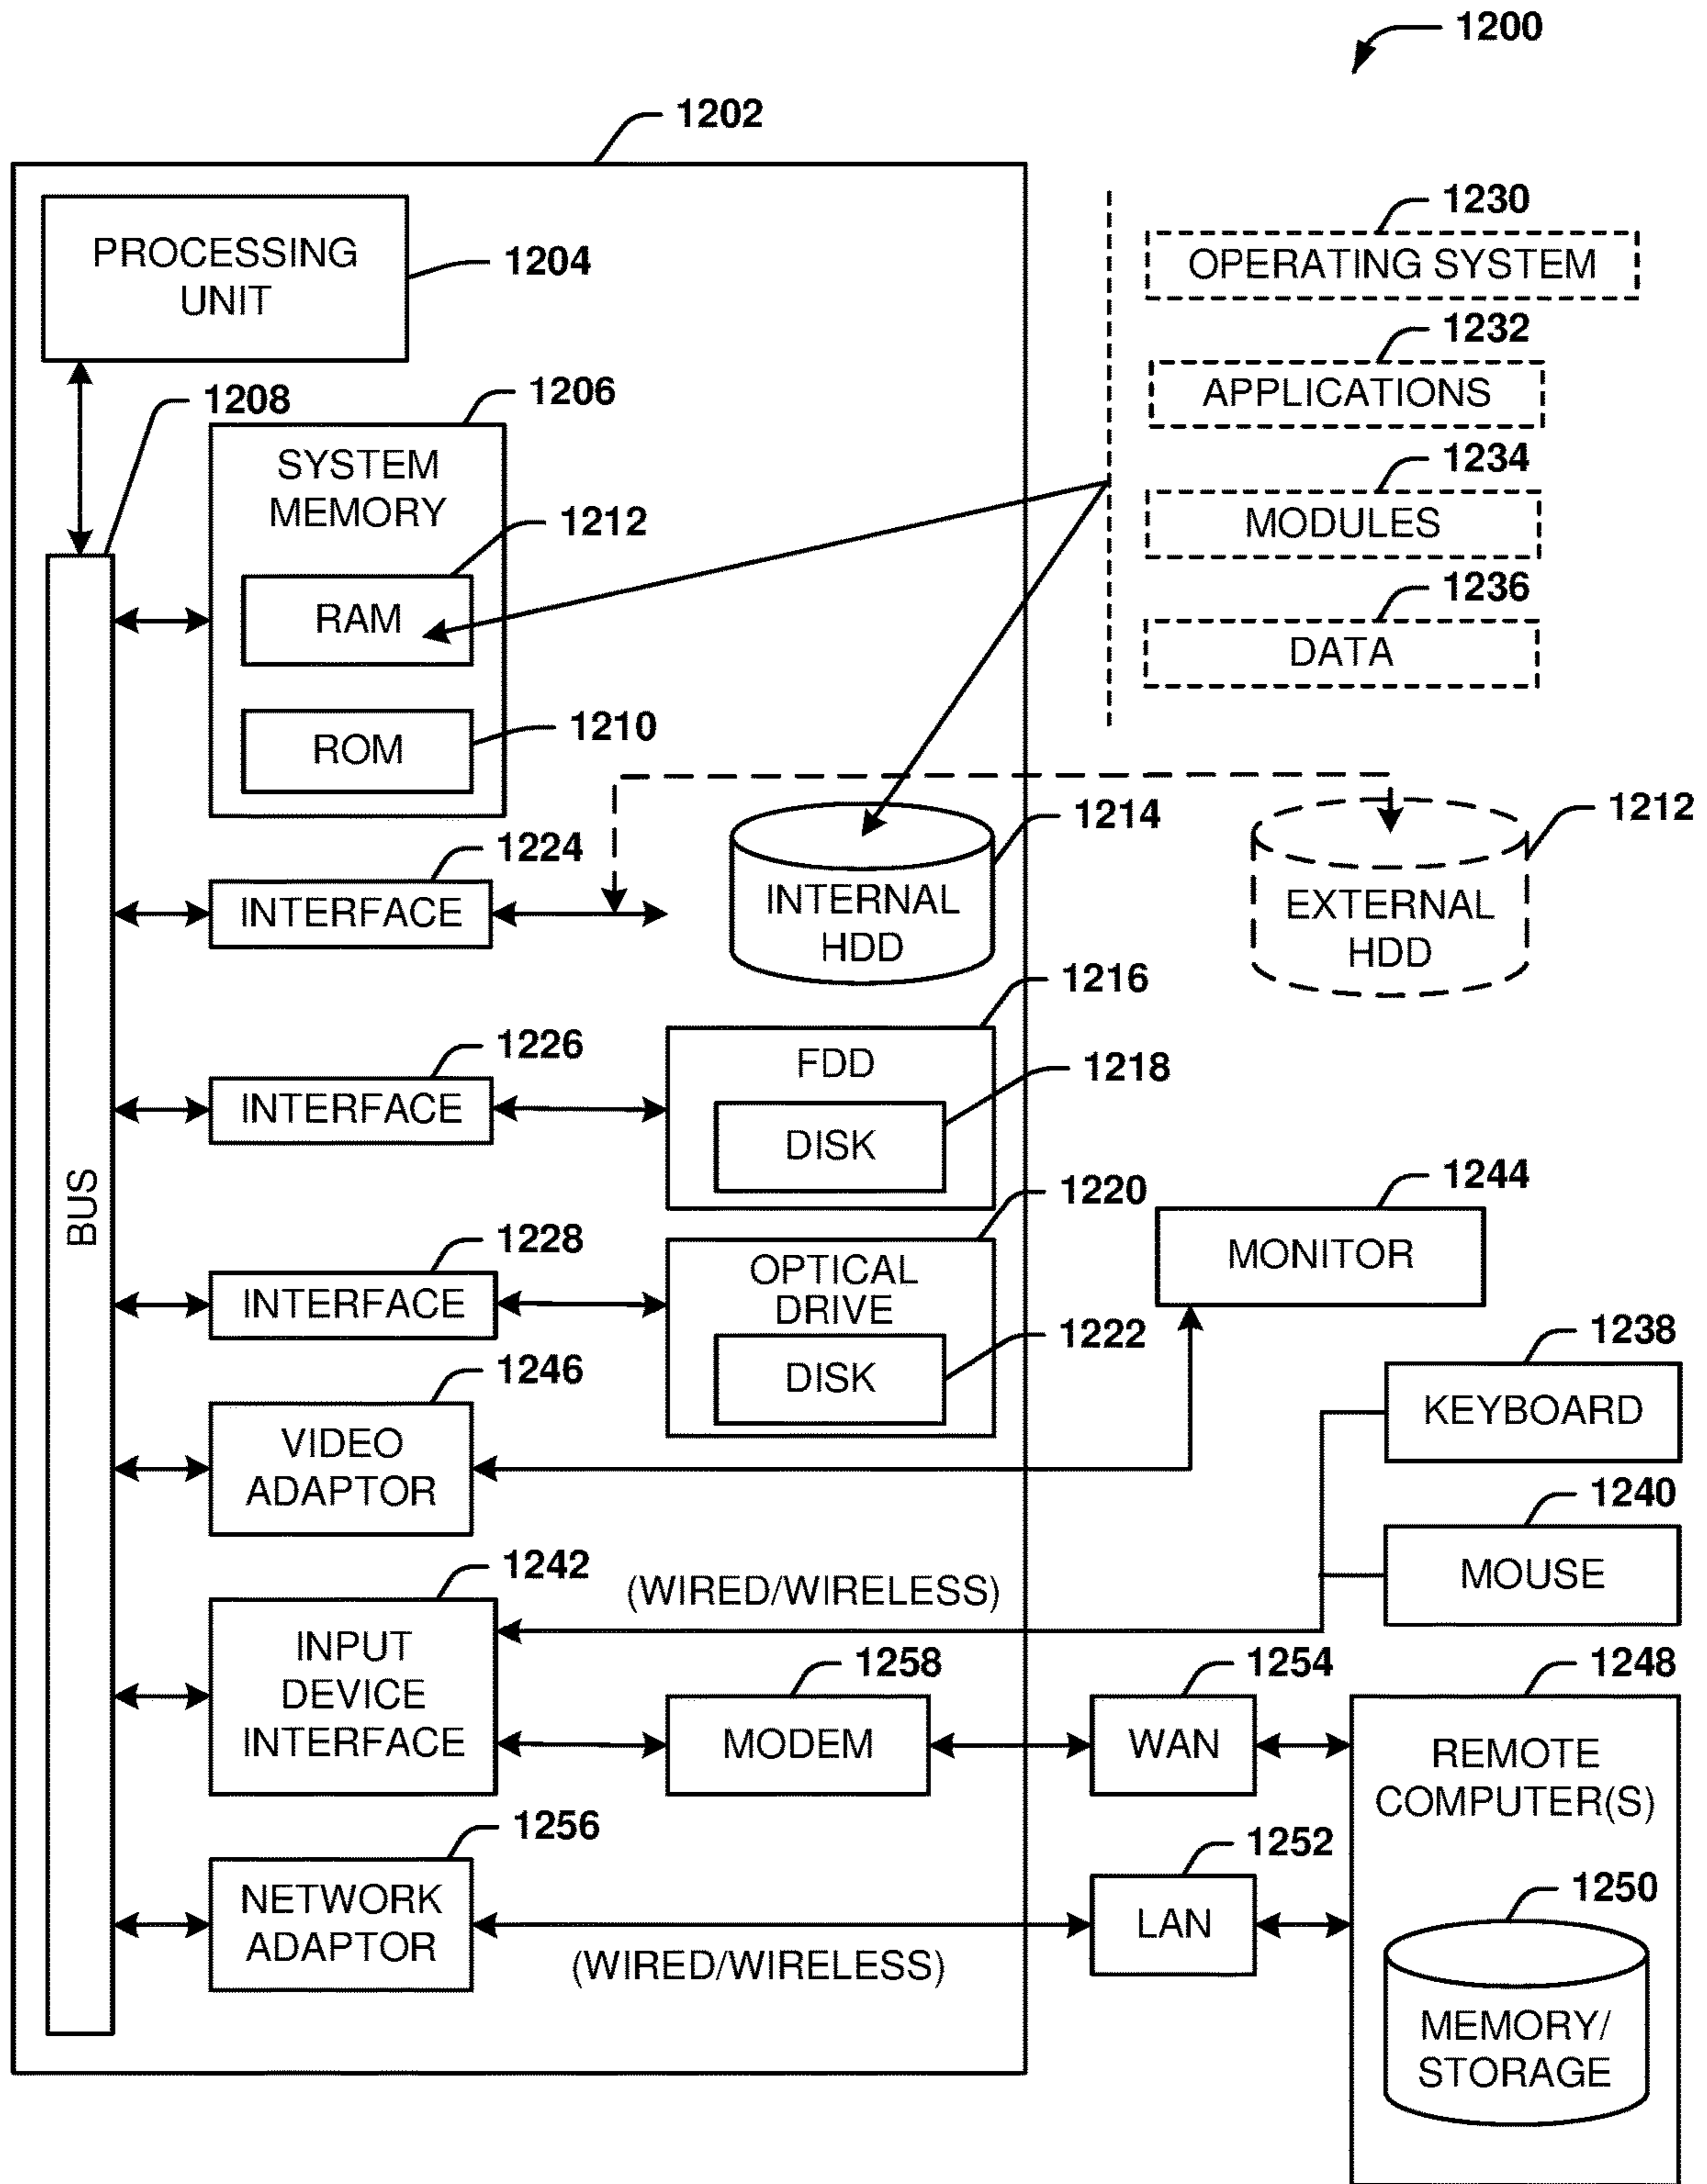 1200
1202
PROCESSING
UNIT
1204
1230
OPERATING SYSTEM
1232
APPLICATIONS
1234
MODULES
1236
DATA
1208
1206
SYSTEM
MEMORY
1212
RAM
1210
ROM
1224
INTERFACE
1214
INTERNAL
HDD
1212
EXTERNAL
HDD
1216
FDD
1218
DISK
1226
INTERFACE
BUS
1220
OPTICAL
DRIVE
1222
DISK
1228
INTERFACE
1244
MONITOR
1246
VIDEO
ADAPTOR
1238
KEYBOARD
1240
MOUSE
1242
INPUT
DEVICE
INTERFACE
(WIRED/WIRELESS)
1258
MODEM
1254
WAN
1248
REMOTE
COMPUTER(S)
1256
NETWORK
ADAPTOR
(WIRED/WIRELESS)
1252
LAN
1250
MEMORY/
STORAGE